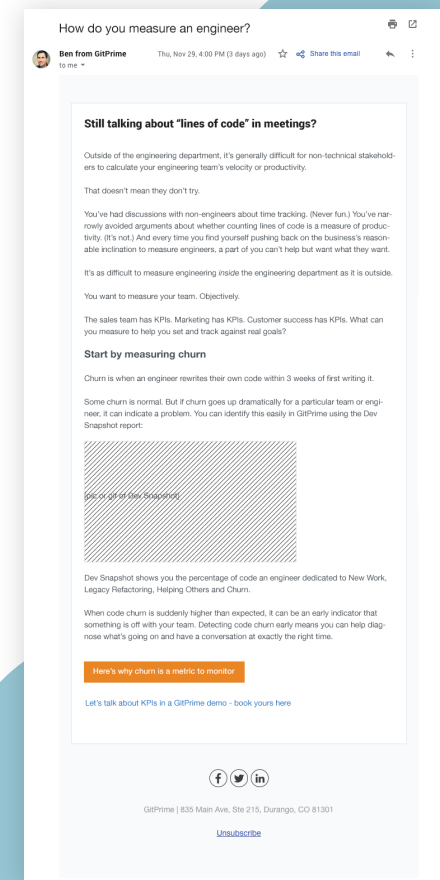 How do you measure an engineer?
Ben from GitPrime
Thu, Nov 29, 4:00 PM (3 days ago)
Share this email
to me
Still talking about “lines of code” in meetings?
Outside of the engineering department, it’s generally difficult for non-technical stakehold-
ers to calculate your engineering team’s velocity or productivity.
That doesn’t mean they don’t try.
You’ve had discussions with non-engineers about time tracking. (Never fun.) You’ve nar-
rowly avoided arguments about whether counting lines of code is a measure of produc-
tivity. (It’s not.) And every time you find yourself pushing back on the business’s reason-
able inclination to measure engineers, a part of you can’t help but want what they want.
It’s as difficult to measure engineering inside the engineering department as it is outside.
You want to measure your team. Objectively.
The sales team has KPIs. Marketing has KPIs. Customer success has KPIs. What can
you measure to help you set and track against real goals?
Start by measuring churn
Churn is when an engineer rewrites their own code within 3 weeks of first writing it.
Some churn is normal. But if churn goes up dramatically for a particular team or engi-
neer, it can indicate a problem. You can identify this easily in GitPrime using the Dev
Snapshot report:
[pic or gif of Dev Snapshot]
Dev Snapshot shows you the percentage of code an engineer dedicated to New Work,
Legacy Refactoring, Helping Others and Churn.
When code churn is suddenly higher than expected, it can be an early indicator that
something is off with your team. Detecting code churn early means you can help diag-
nose what’s going on and have a conversation at exactly the right time.
Here’s why churn is a metric to monitor
Let’s talk about KPIs in a GitPrime demo - book yours here
GitPrime | 835 Main Ave, Ste 215, Durango, CO 81301
Unsubscribe